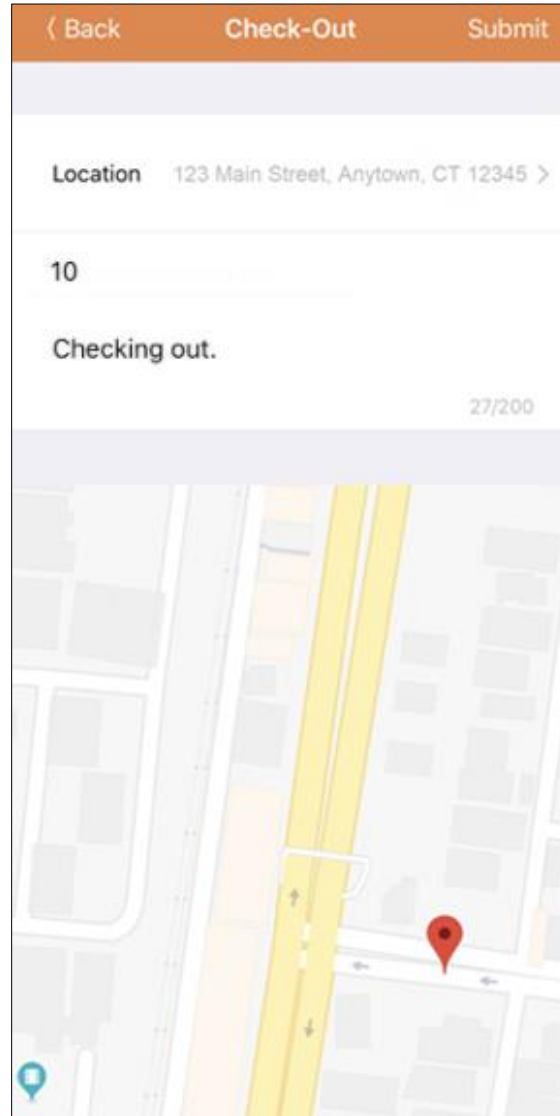 〈 Back Check-Out Submit
Location 123 Main Street, Anytown, CT 12345 >
10
Checking out.
27/200